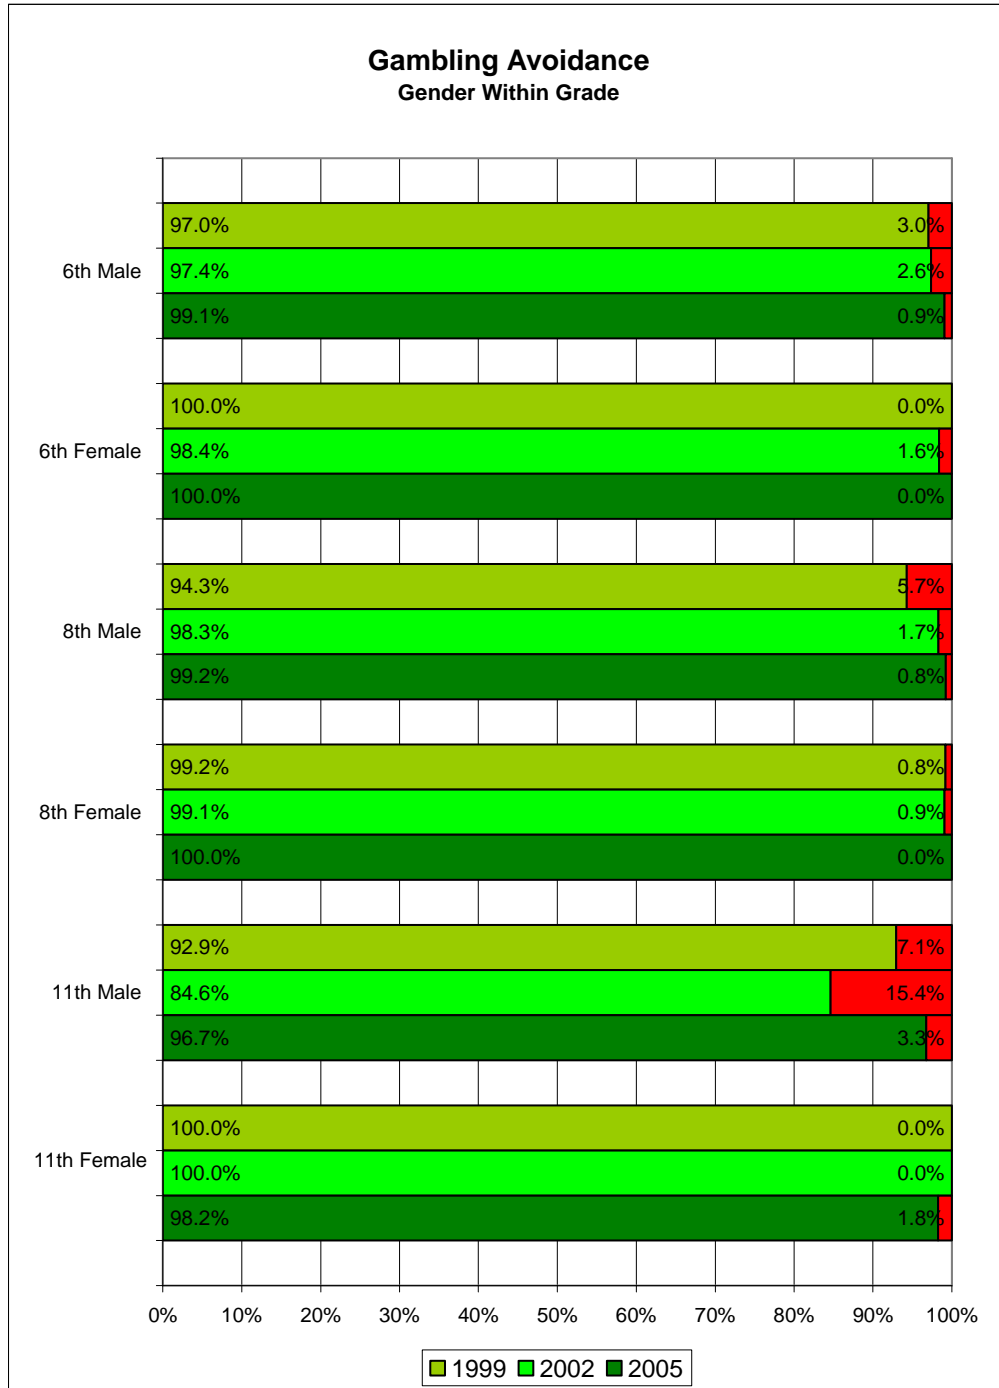 Gambling Avoidance
Gender Within Grade
97.0% 3.0%
6th Male 97.4% 2.6%
99.1% 0.9%
100.0% 0.0%
6th Female 98.4% 1.6%
100.0% 0.0%
94.3% 5.7%
8th Male 98.3% 1.7%
99.2% 0.8%
99.2% 0.8%
8th Female 99.1% 0.9%
100.0% 0.0%
92.9% 7.1%
11th Male 84.6% 15.4%
96.7% 3.3%
100.0% 0.0%
11th Female 100.0% 0.0%
98.2% 1.8%
0% 10% 20% 30% 40% 50% 60% 70% 80% 90% 100%
1999 2002 2005